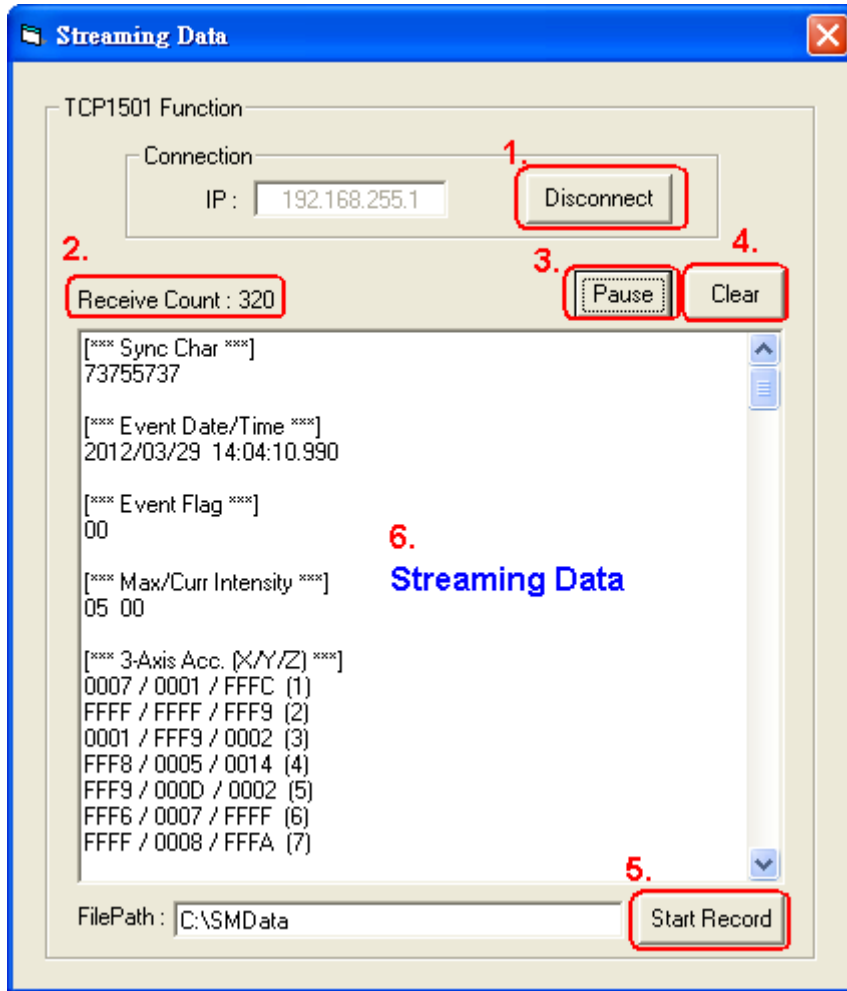 Streaming Data
TCP1501 Function
Connection
1.
IP : 192.168.255.1 Disconnect
2.
3.
4.
Receive Count : 320 Pause Clear
[*** Sync Char ***]
73755737
[*** Event Date/Time ***]
2012/03/29 14:04:10.990
[*** Event Flag ***]
00
6.
Streaming Data
[*** Max/Curr Intensity ***]
05 00
[*** 3-Axis Acc. (X/Y/Z) ***]
0007 / 0001 / FFFC (1)
FFFF / FFFF / FFF9 (2)
0001 / FFF9 / 0002 (3)
FFF8 / 0005 / 0014 (4)
FFF9 / 000D / 0002 (5)
FFF6 / 0007 / FFFF (6)
FFFF / 0008 / FFFA (7)
5.
FilePath : C:\SMData Start Record